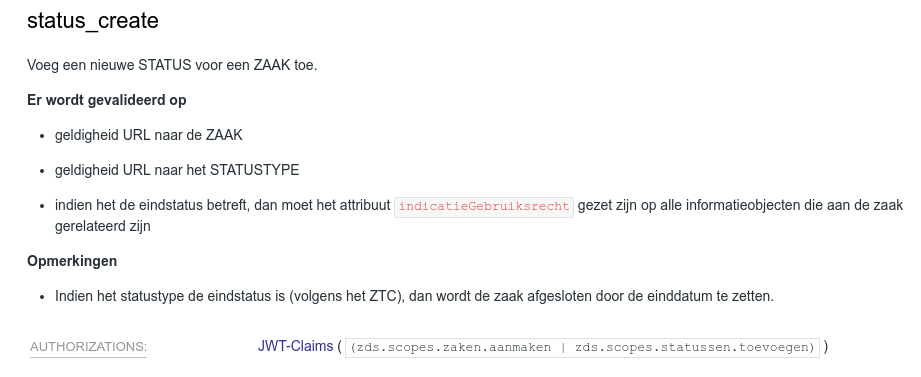 status_create
Voeg een nieuwe STATUS voor een ZAAK toe.
Er wordt gevalideerd op
• geldigheid URL naar de ZAAK
• geldigheid URL naar het STATUSTYPE
• indien het de eindstatus betreft, dan moet het attribuut indicatieGebruiksrecht gezet zijn op alle informatieobjecten die aan de zaak
gerelateerd zijn
Opmerkingen
• Indien het statustype de eindstatus is (volgens het ZTC), dan wordt de zaak afgesloten door de einddatum te zetten.
AUTHORIZATIONS: JWT-Claims ( (zds.scopes.zaken.aanmaken | zds.scopes.statussen.toevoegen) )